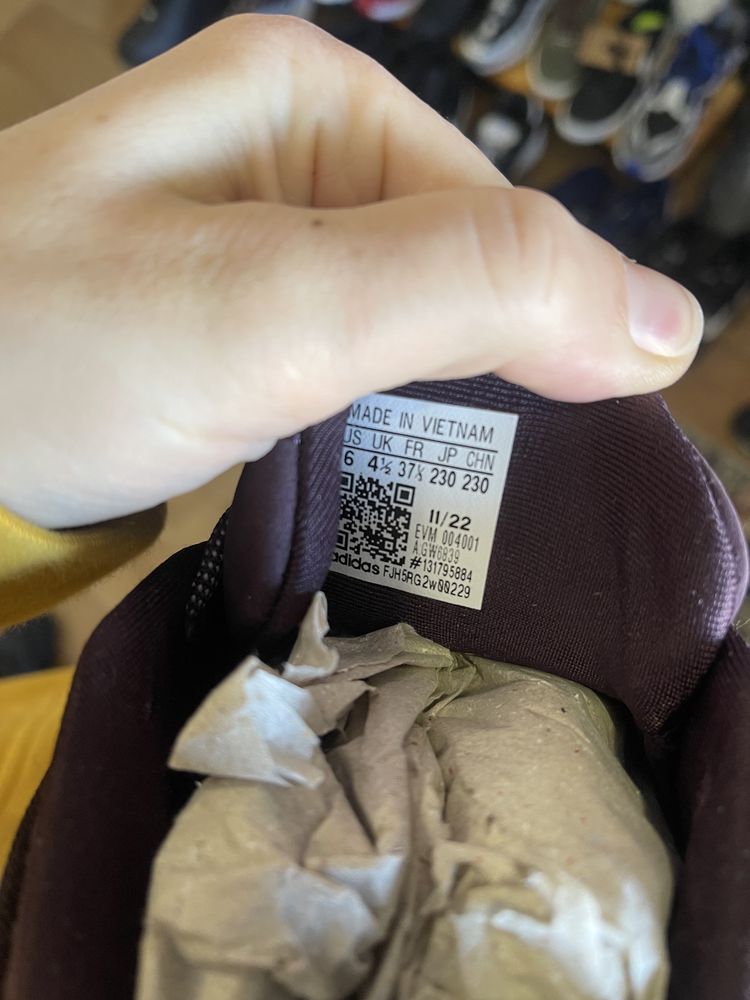 MADE IN VIETNAM
US UK FR JP CHN
6 4½ 37⅓ 230 230
11/22
EVM 004001
A.GW6839
#131795884
adidas FJH5RG2w00229